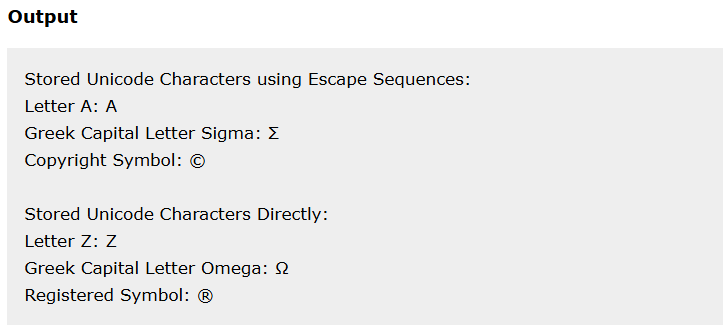 Output
Stored Unicode Characters using Escape Sequences:
Letter A: A
Greek Capital Letter Sigma: Σ
Copyright Symbol: ©
Stored Unicode Characters Directly:
Letter Z: Z
Greek Capital Letter Omega: Ω
Registered Symbol: ®